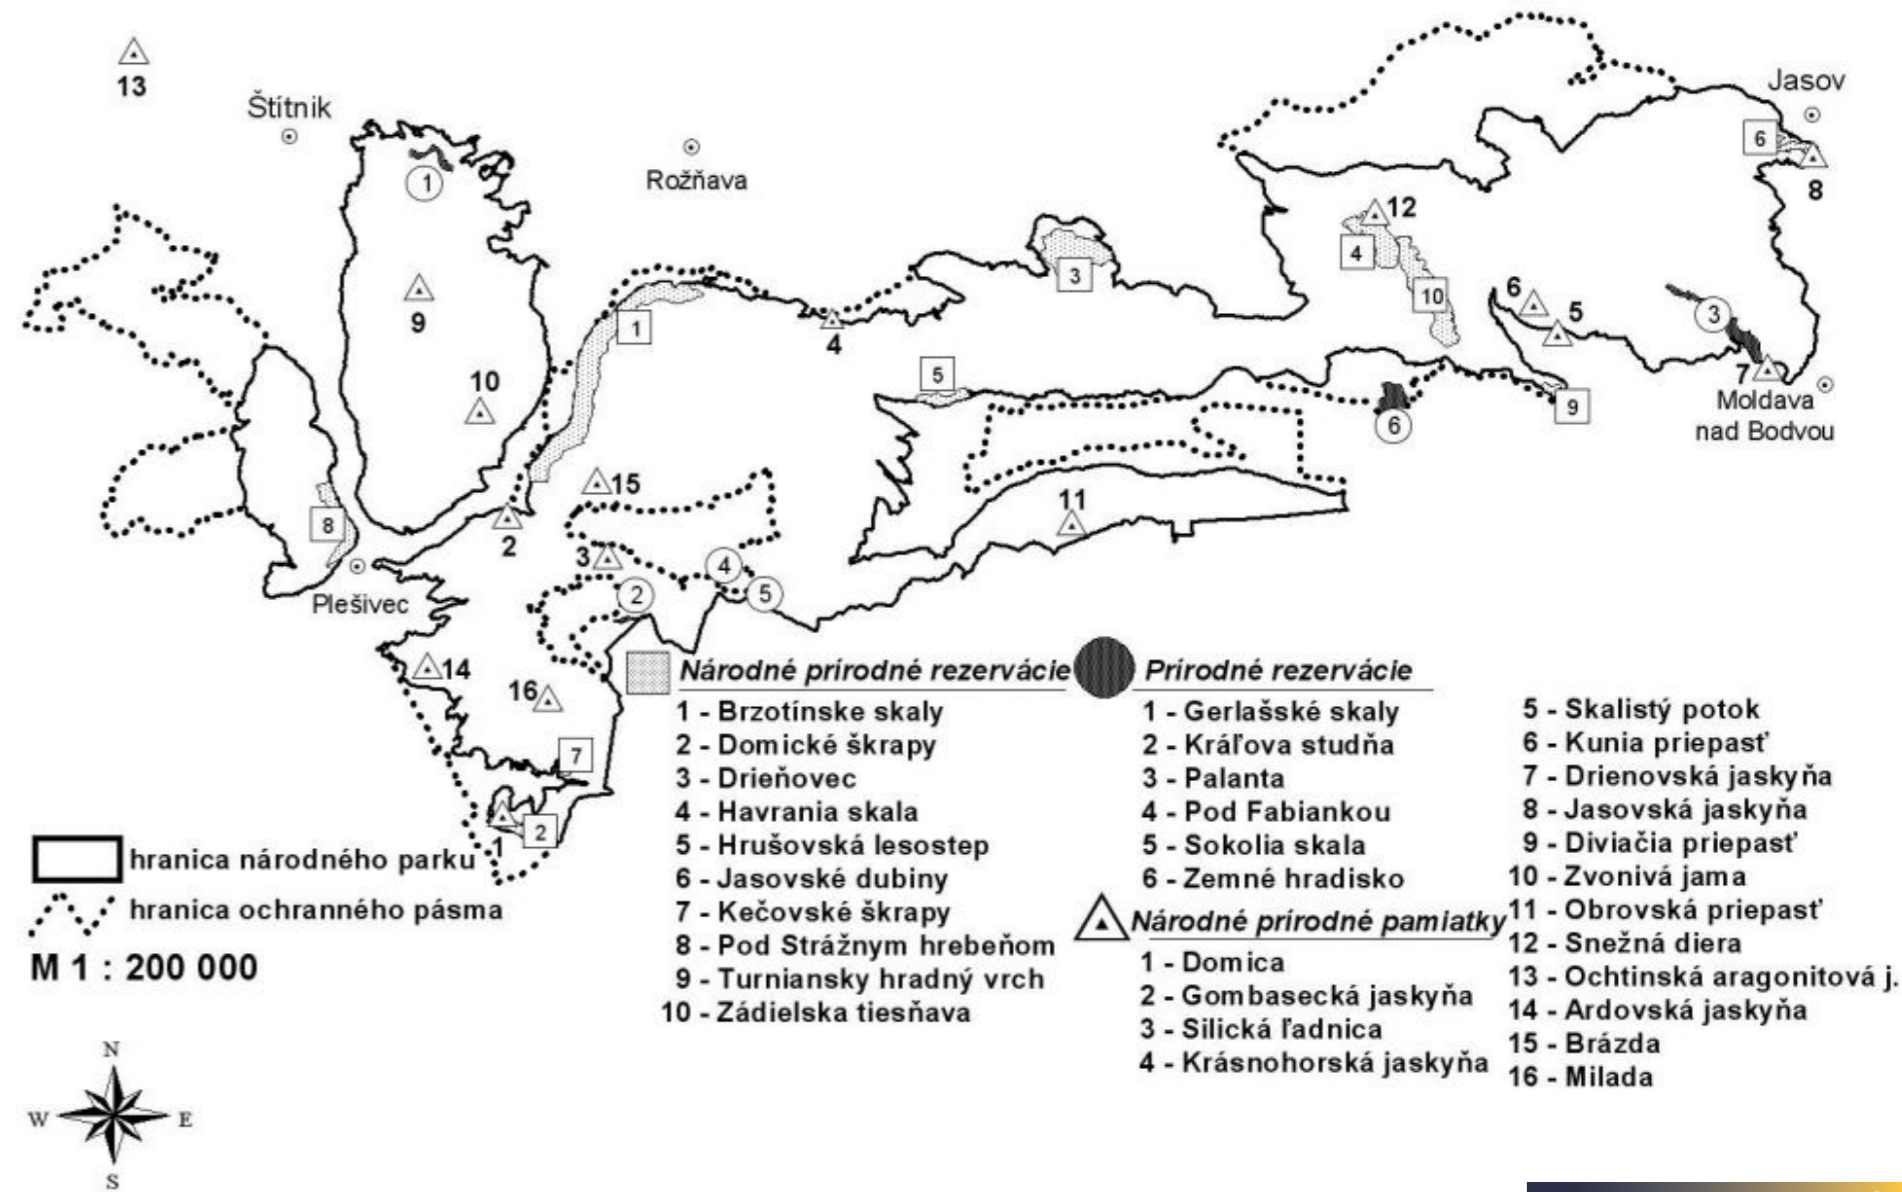 13
Štítnik
Jasov
Rožňava
1
6
8
12
4
3
9
10
6
5
3
1
4
10
5
7
9
6
Moldava
nad Bodvou
15
11
8
2
3
4
2
5
Plešivec
14
16
7
1
2
Národné prírodné rezervácie
1 - Brzotínske skaly
2 - Domické škrapy
3 - Drieňovec
4 - Havrania skala
5 - Hrušovská lesostep
6 - Jasovské dubiny
7 - Kečovské škrapy
8 - Pod Strážnym hrebeňom
9 - Turniansky hradný vrch
10 - Zádielska tiesňava
Prírodné rezervácie
1 - Gerlašské skaly
2 - Kráľova studňa
3 - Palanta
4 - Pod Fabiankou
5 - Sokolia skala
6 - Zemné hradisko
Národné prírodné pamiatky
1 - Domica
2 - Gombasecká jaskyňa
3 - Silická ľadnica
4 - Krásnohorská jaskyňa
5 - Skalistý potok
6 - Kunia priepasť
7 - Drienovská jaskyňa
8 - Jasovská jaskyňa
9 - Diviačia priepasť
10 - Zvonivá jama
11 - Obrovská priepasť
12 - Snežná diera
13 - Ochtinská aragonitová j.
14 - Ardovská jaskyňa
15 - Brázda
16 - Milada
hranica národného parku
hranica ochranného pásma
M 1 : 200 000
N
W E
S